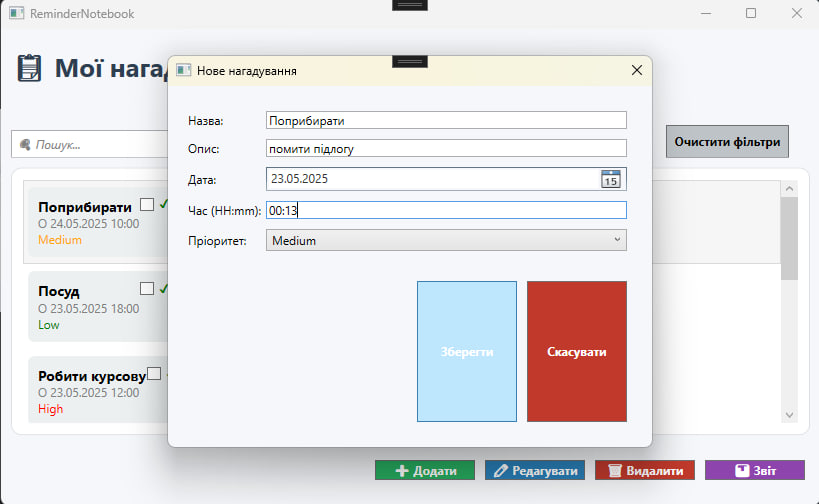 ReminderNotebook
Мої нага
Пошук...
Очистити фільтри
Поприбирати
О 24.05.2025 10:00
Medium
Посуд
О 23.05.2025 18:00
Low
Робити курсову
О 23.05.2025 12:00
High
Нове нагадування
Назва: Поприбирати
Опис: помити підлогу
Дата: 23.05.2025 15
Час (HH:mm): 00:13
Пріоритет: Medium
Зберегти Скасувати
Додати Редагувати Видалити Звіт